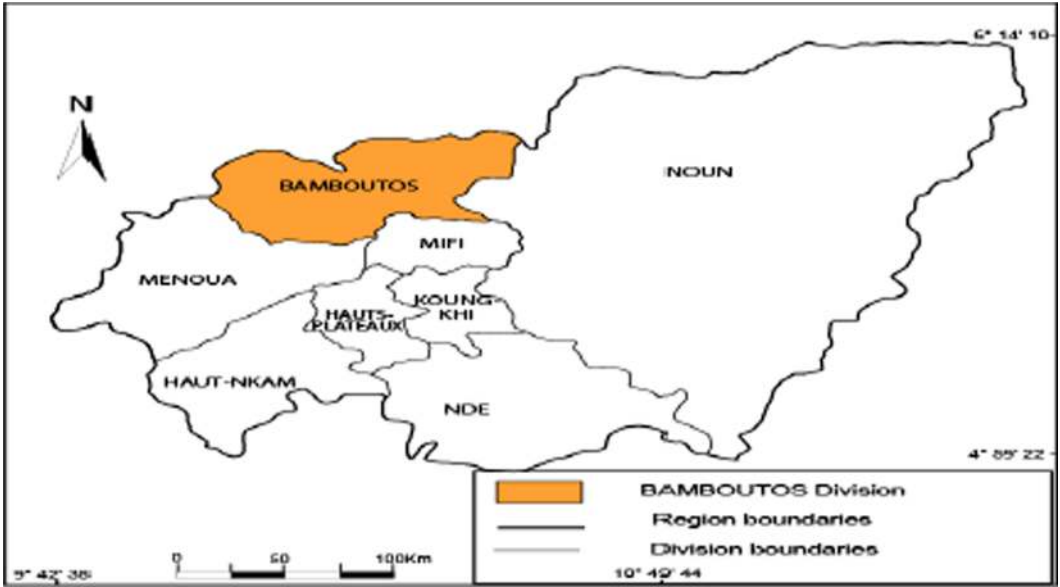 6° 14' 10
N
NOUN
BAMBOUTOS
MIFI
MENOUA
KOUNG-
KHI
HAUTS-
PLATEAUX
HAUT-NKAM
NDE
4° 89' 22
BAMBOUTOS Division
Region boundaries
Division boundaries
0 50 100Km
9° 42' 38
10° 49' 44